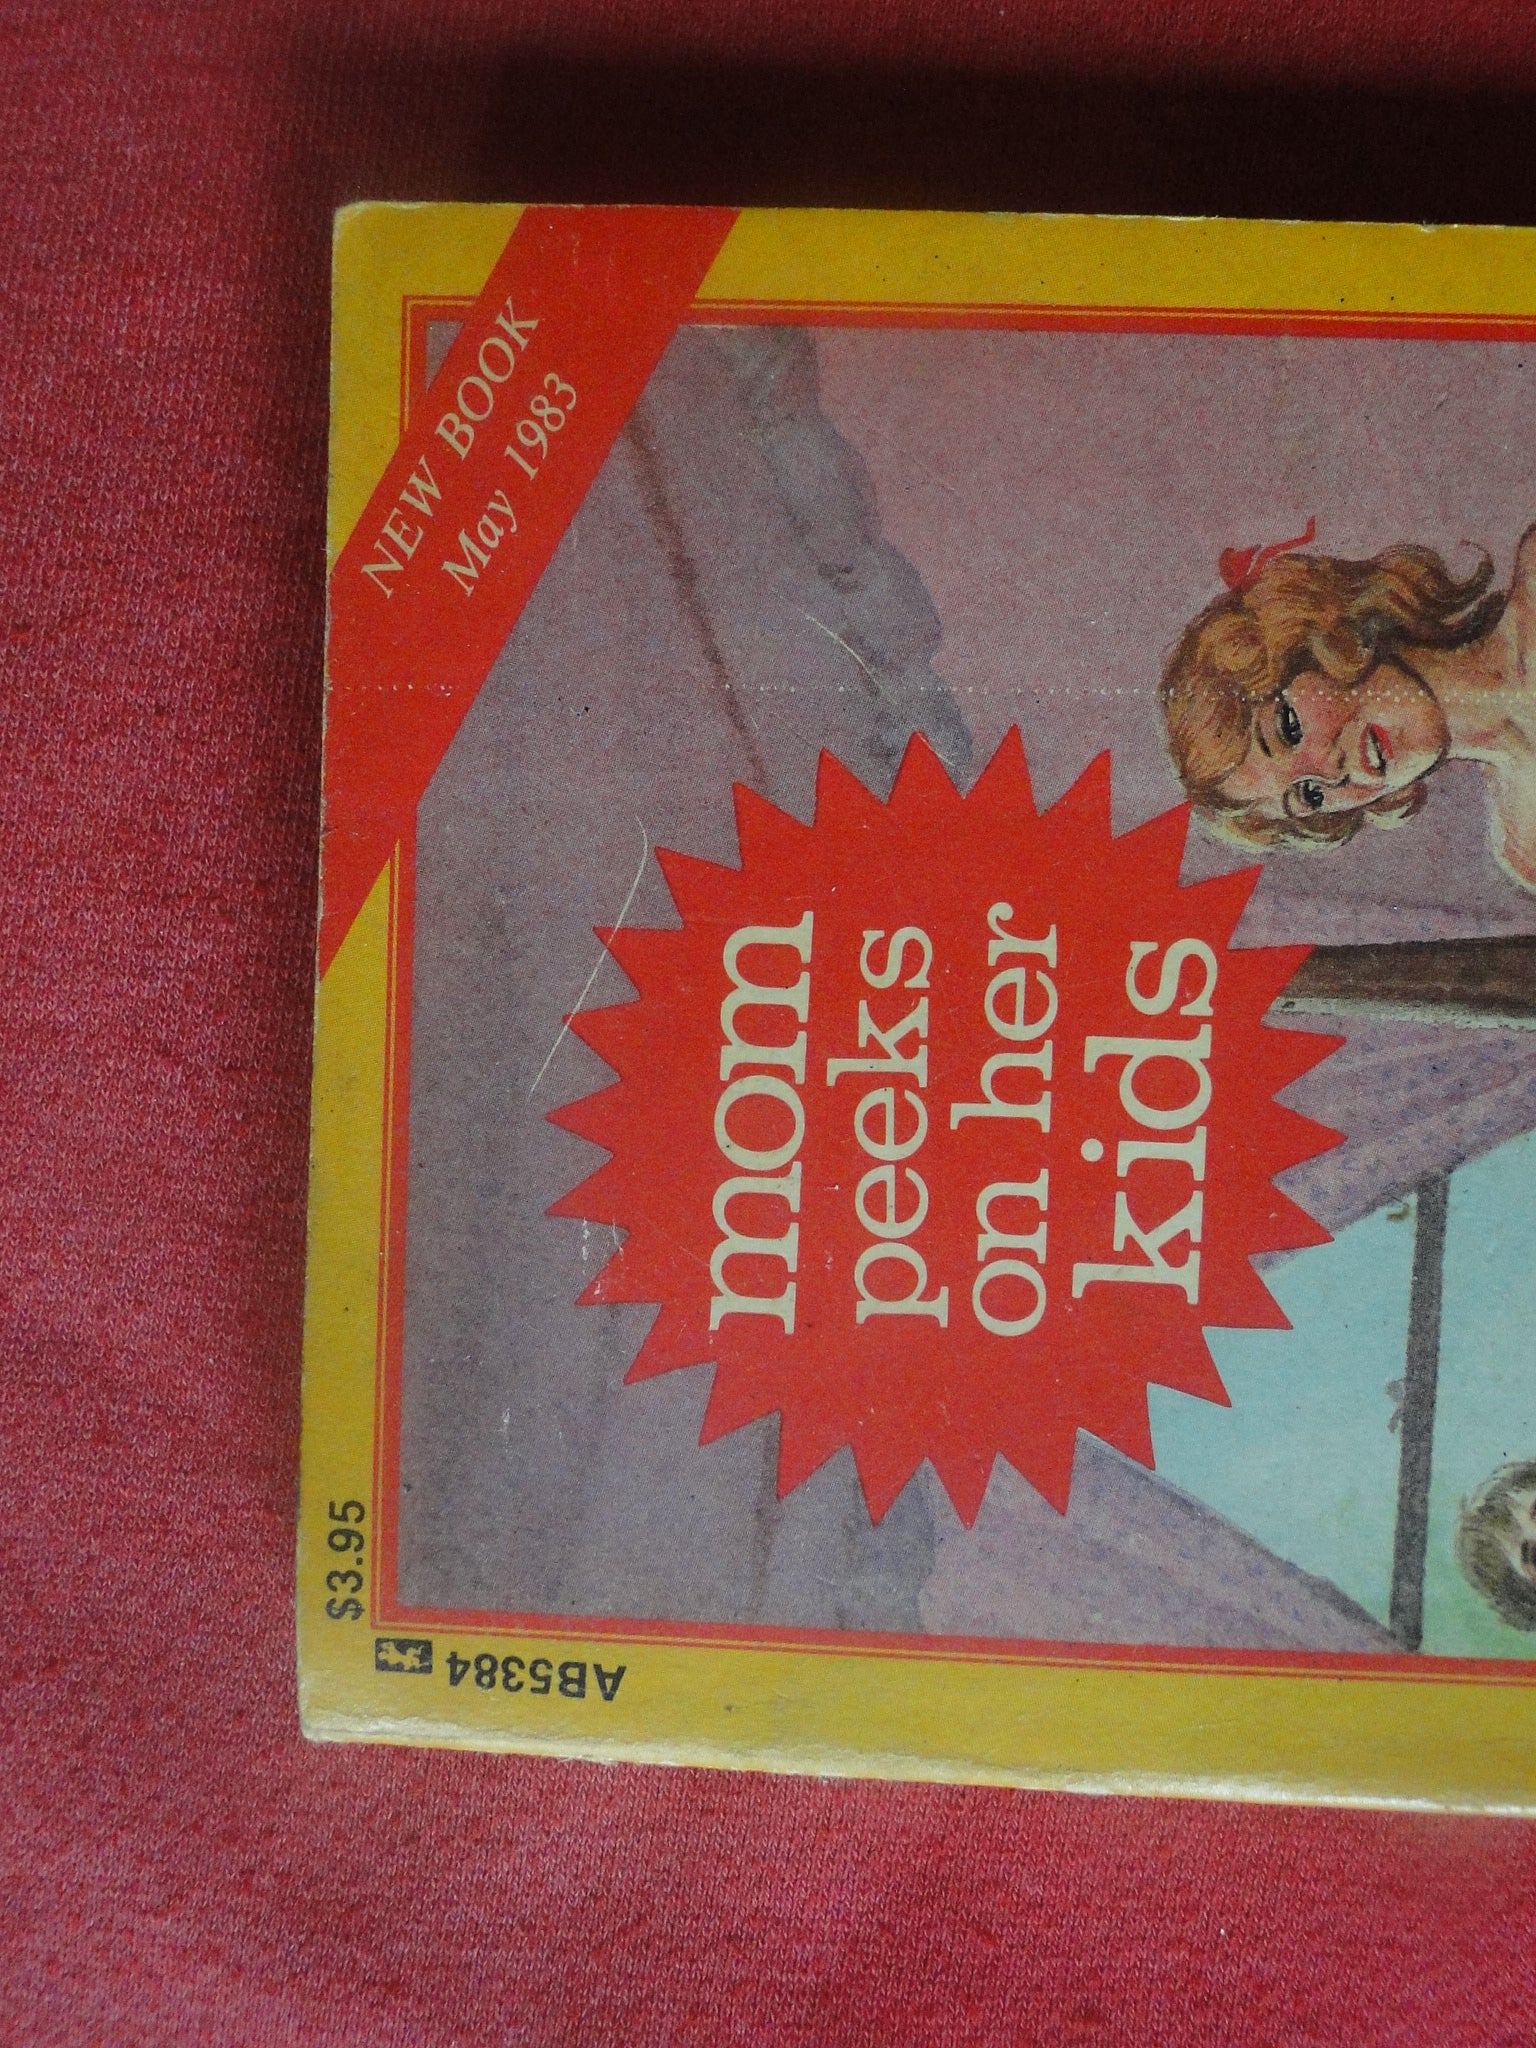 NEW BOOK
May 1983
mom
peeks
on her
kids
$3.95
AB5384